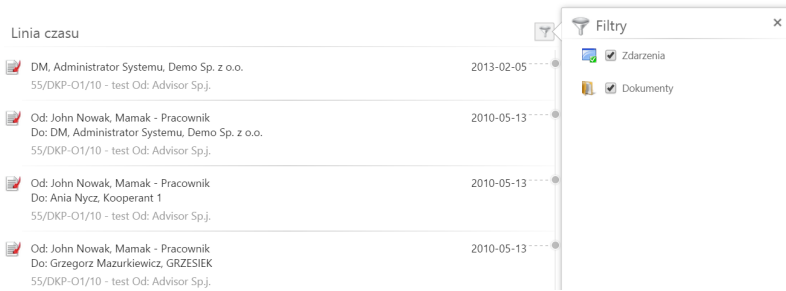 Linia czasu
DM, Administrator Systemu, Demo Sp. z o.o.
2013-02-05
55/DKP-O1/10 - test Od: Advisor Sp.j.
Od: John Nowak, Mamak - Pracownik
2010-05-13
Do: DM, Administrator Systemu, Demo Sp. z o.o.
55/DKP-O1/10 - test Od: Advisor Sp.j.
Od: John Nowak, Mamak - Pracownik
2010-05-13
Do: Ania Nycz, Kooperant 1
55/DKP-O1/10 - test Od: Advisor Sp.j.
Od: John Nowak, Mamak - Pracownik
2010-05-13
Do: Grzegorz Mazurkiewicz, GRZESIEK
55/DKP-O1/10 - test Od: Advisor Sp.j.
Filtry
Zdarzenia
Dokumenty